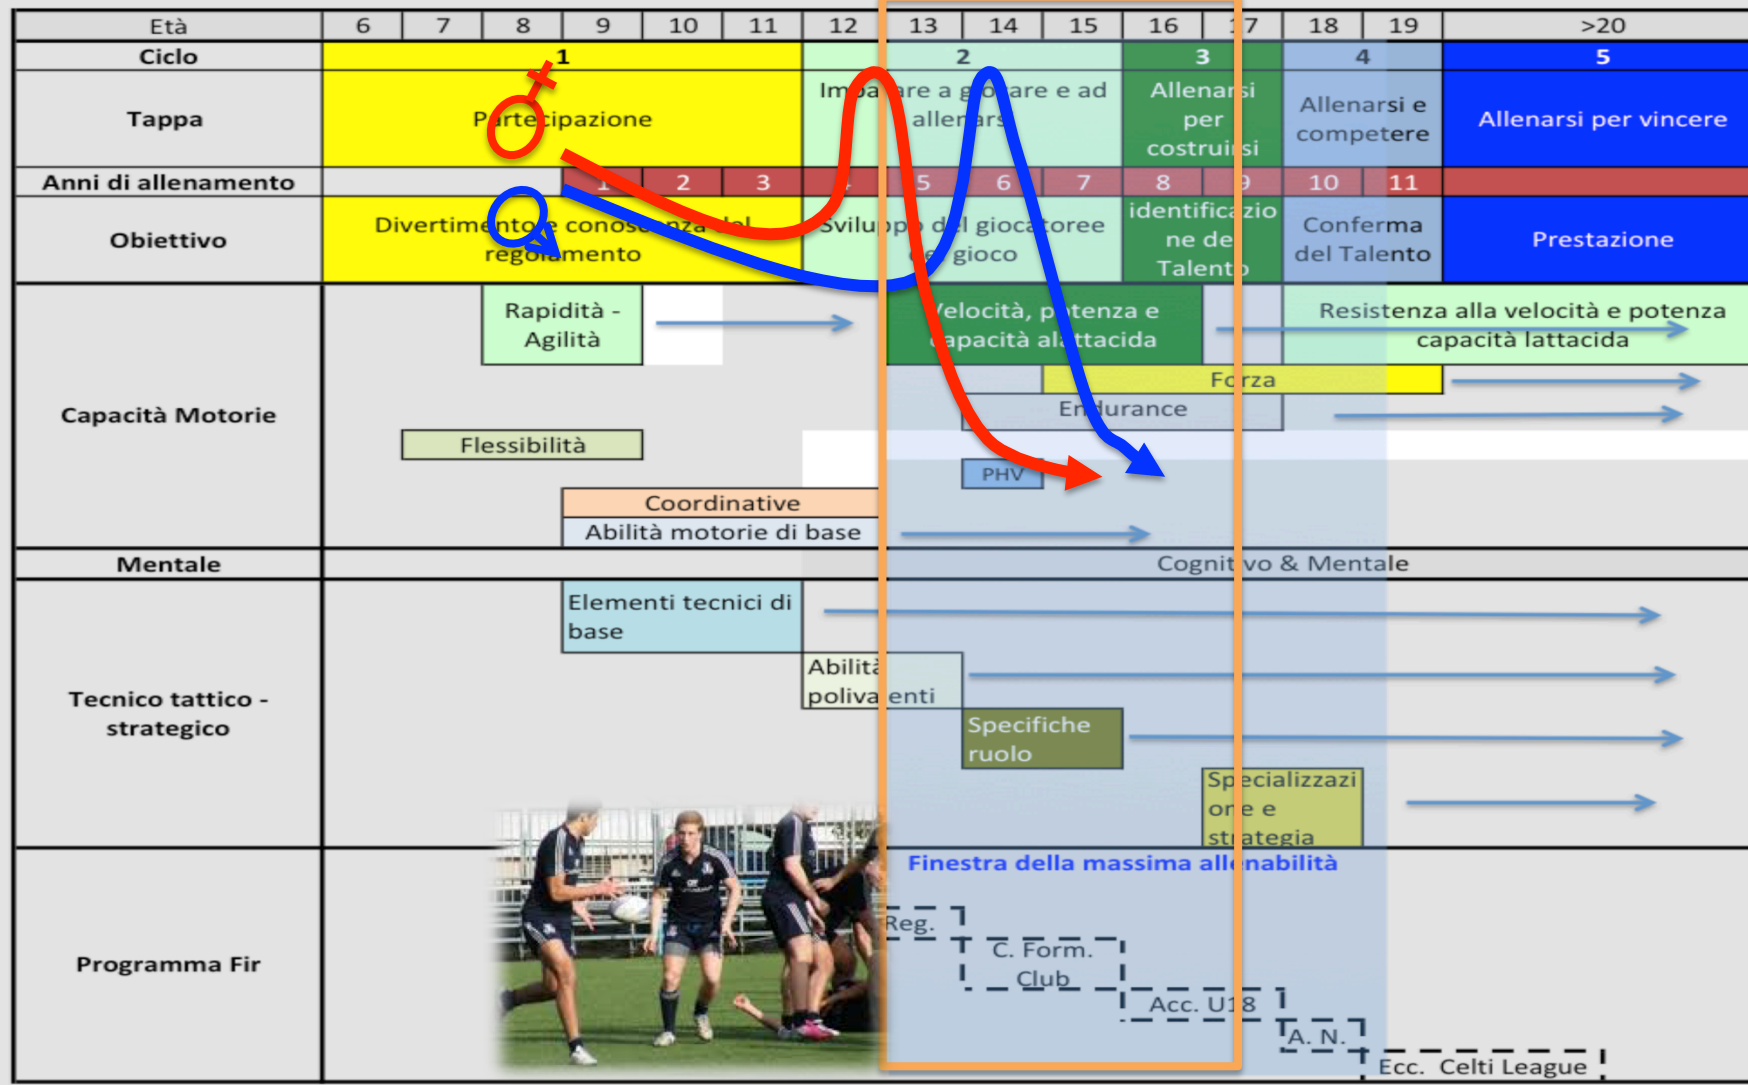 Età 6 7 8 9 10 11 12 13 14 15 16 17 18 19 >20
Ciclo 1 2 3 4 5
Tappa
Partecipazione
Imparare a giocare e ad
allenarsi
Allenarsi
per
costruirsi
Allenarsi e
competere
Allenarsi per vincere
Anni di allenamento 1 2 3 4 5 6 7 8 9 10 11
Obiettivo
Divertimento e conoscenza del
regolamento
Sviluppo del giocatoree
del gioco
identificazio
ne del
Talento
Conferma
del Talento
Prestazione
Capacità Motorie
Rapidità -
Agilità
Velocità, potenza e
capacità alattacida
Resistenza alla velocità e potenza
capacità lattacida
Forza
Endurance
Flessibilità
PHV
Coordinative
Abilità motorie di base
Mentale
Cognitivo & Mentale
Tecnico tattico -
strategico
Elementi tecnici di
base
Abilità
polivalenti
Specifiche
ruolo
Specializzazi
one e
strategia
Programma Fir
Finestra della massima allenabilità
Reg.
C. Form.
Club
Acc. U18
A. N.
Ecc. Celti League